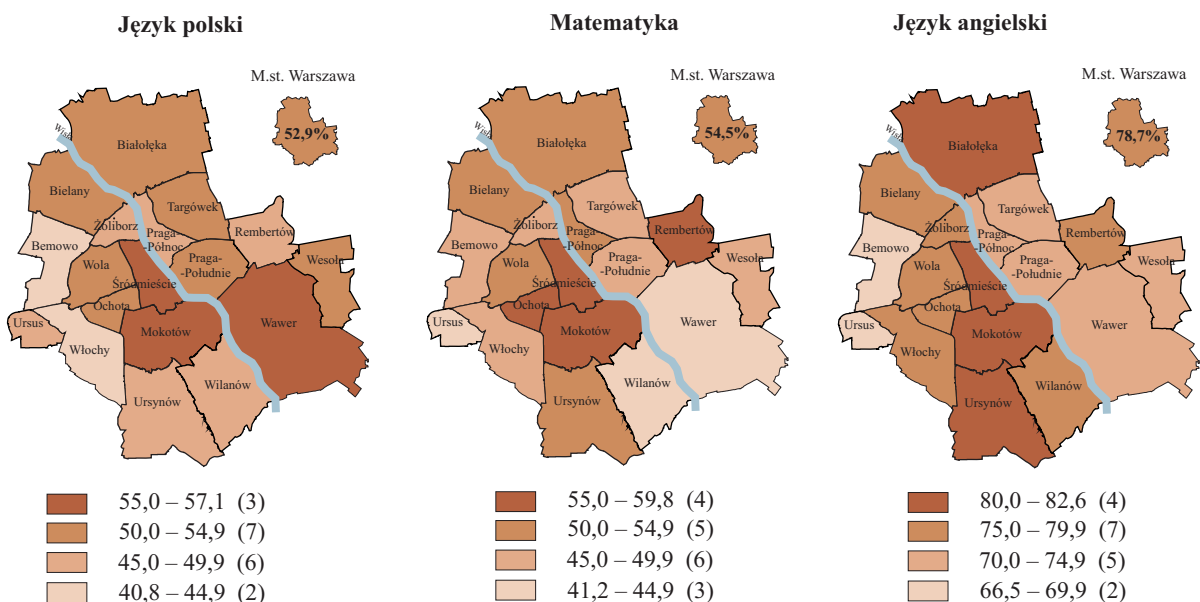 Język polski
M.st. Warszawa
52,9%
Białołęka
Bielany
Targówek
Żoliborz
Praga-
-Północ
Rembertów
Bemowo
Wola
Praga-
-Południe
Wesoła
Śródmieście
Ochota
Ursus
Mokotów
Wawer
Włochy
Wilanów
Ursynów
55,0 – 57,1 (3)
50,0 – 54,9 (7)
45,0 – 49,9 (6)
40,8 – 44,9 (2)
Matematyka
M.st. Warszawa
54,5%
Białołęka
Bielany
Targówek
Żoliborz
Praga-
-Północ
Rembertów
Bemowo
Wola
Praga-
-Południe
Wesoła
Śródmieście
Ochota
Ursus
Mokotów
Wawer
Włochy
Wilanów
Ursynów
55,0 – 59,8 (4)
50,0 – 54,9 (5)
45,0 – 49,9 (6)
41,2 – 44,9 (3)
Język angielski
M.st. Warszawa
78,7%
Białołęka
Bielany
Targówek
Żoliborz
Praga-
-Północ
Rembertów
Bemowo
Wola
Praga-
-Południe
Wesoła
Śródmieście
Ochota
Ursus
Mokotów
Wawer
Włochy
Wilanów
Ursynów
80,0 – 82,6 (4)
75,0 – 79,9 (7)
70,0 – 74,9 (5)
66,5 – 69,9 (2)